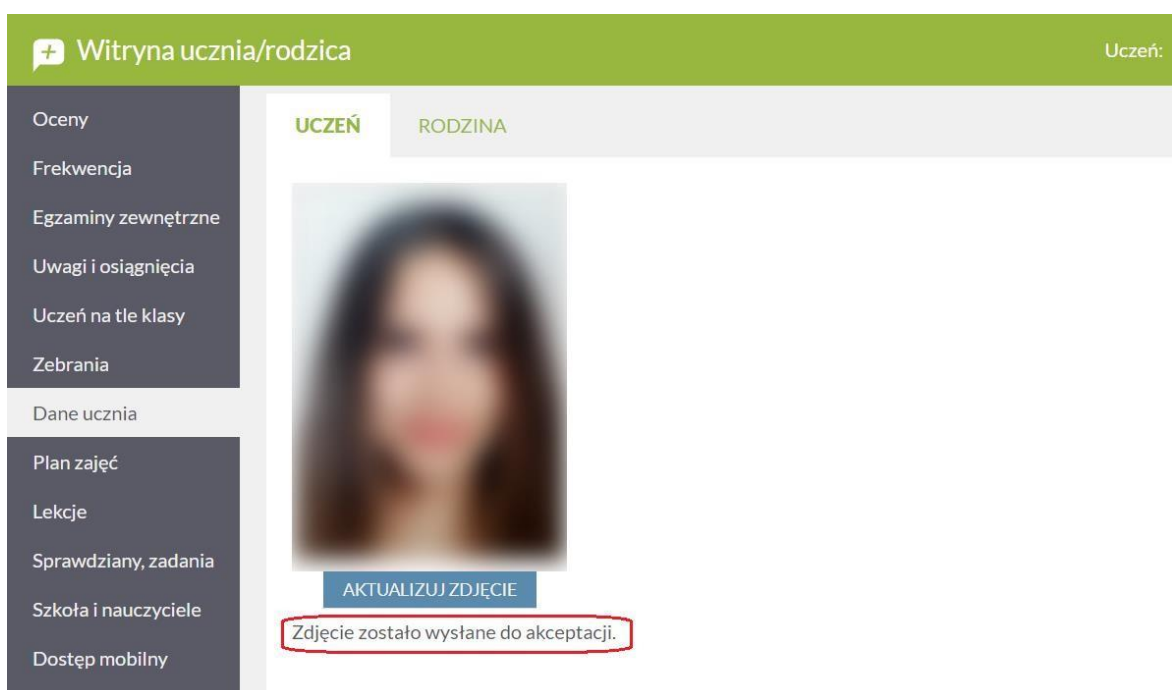 Witryna ucznia/rodzica
Uczeń:
Oceny
Frekwencja
Egzaminy zewnętrzne
Uwagi i osiągnięcia
Uczeń na tle klasy
Zebrania
Dane ucznia
Plan zajęć
Lekcje
Sprawdziany, zadania
Szkoła i nauczyciele
Dostęp mobilny
UCZEŃ RODZINA
AKTUALIZUJ ZDJĘCIE
Zdjęcie zostało wysłane do akceptacji.